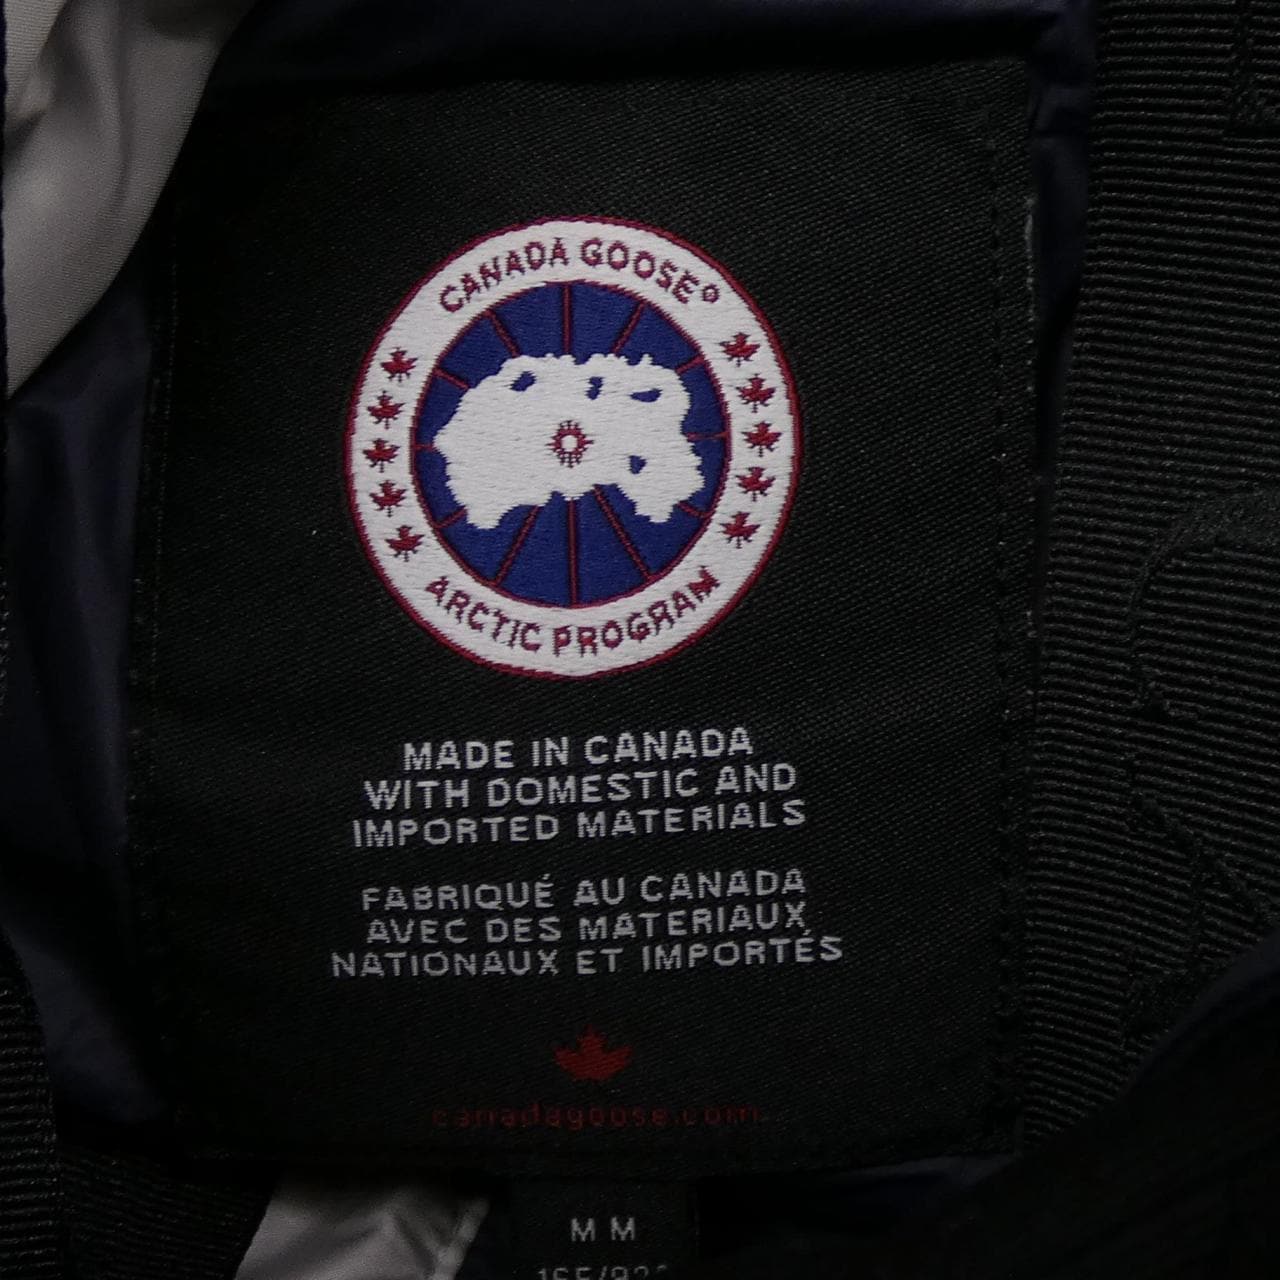 CANADA GOOSE®
ARCTIC PROGRAM
MADE IN CANADA
WITH DOMESTIC AND
IMPORTED MATERIALS
FABRIQUÉ AU CANADA
AVEC DES MATERIAUX
NATIONAUX ET IMPORTÉS
canadagoose.com
M M